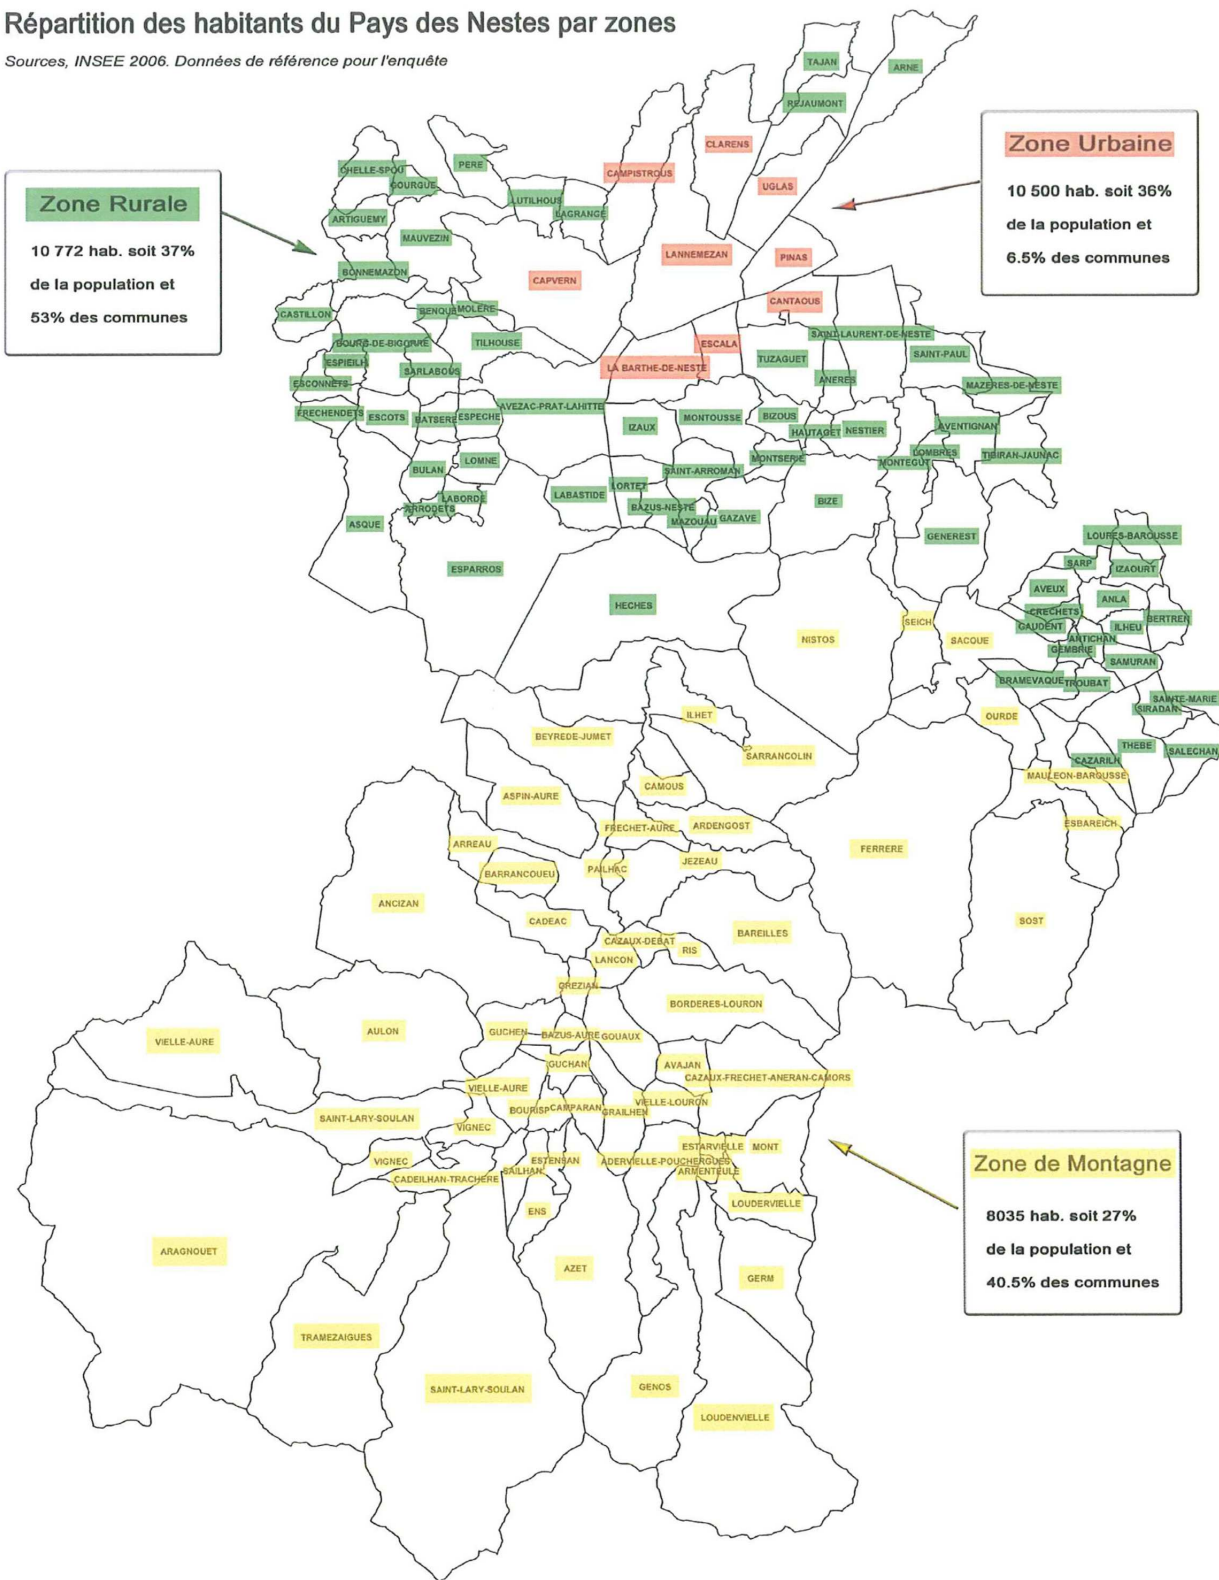 Répartition des habitants du Pays des Nestes par zones
Sources, INSEE 2006. Données de référence pour l'enquête
TAJAN
ARNE
REJAUMONT
Zone Urbaine
10 500 hab. soit 36%
de la population et
6.5% des communes
CLARENS
CAMPISTROUS
UGLAS
PERE
CHELLE-SPOU
GOURGUE
LUTILHOUS
LAGRANGE
ARTIGUEMY
Zone Rurale
10 772 hab. soit 37%
de la population et
53% des communes
MAUVEZIN
BONNEMAZON
LANNEMEZAN
PINAS
CAPVERN
CANTAOUS
CASTILLON
BENQUE
MOLERE
TILHOUSE
SAINT-LAURENT-DE-NESTE
BOURG-DE-BIGORRE
ESCALA
SAINT-PAUL
TUZAGUET
ESPIEILH
SARLABOUS
LA BARTHE-DE-NESTE
ANERES
ESCONNETS
MAZERES-DE-NESTE
FRECHENDETS
ESCOTS
BATSERE
ESPECHE
AVEZAC-PRAT-LAHITTE
IZAUX
MONTOUSSE
BIZOUS
HAUTAGET
NESTIER
AVENTIGNAN
LOMBRES
TIBIRAN-JAUNAC
BULAN
LOMNE
SAINT-ARROMAN
MONTSERIE
MONTEGUT
LABORDE
ARRODETS
LABASTIDE
LORTET
BAZUS-NESTE
MAZOUAU
GAZAVE
BIZE
ASQUE
GENEREST
LOURES-BAROUSSE
ESPARROS
SARP
IZAOURT
AVEUX
HECHES
CRECHETS
ANLA
BERTREN
SEICH
GAUDENT
ILHEU
NISTOS
SACOUE
ARTICHAN
GEMBRIE
SAMURAN
BRAMEVAQUE
TROUBAT
SAINTE-MARIE
SIRADAN
ILHET
OURDE
BEYREDE-JUMET
SARRANCOLIN
THEBE
SALECHAN
CAZARILH
MAULEON-BAROUSSE
CAMOUS
ASPIN-AURE
ESBAREICH
FRECHET-AURE
ARDENGOST
ARREAU
FERRERE
JEZEAU
PAILHAC
BARRANCOUEU
ANCIZAN
CADEAC
SOST
BAREILLES
CAZAUX-DEBAT
RIS
LANCON
GREZIAN
BORDERES-LOURON
AULON
GUCHEN
BAZUS-AURE
GOUAUX
VIELLE-AURE
GUCHAN
AVAJAN
CAZAUX-FRECHET-ANERAN-CAMORS
VIELLE-AURE
VIELLE-LOURON
BOURISP
CAMPARAN
GRAILHEN
SAINT-LARY-SOULAN
VIGNEC
ESTARVIELLE
MONT
VIGNEC
ESTENSAN
ADERVIELLE-POUCHERGUES
ARMENTEULE
SAILHAN
CADEILHAN-TRACHERE
Zone de Montagne
8035 hab. soit 27%
de la population et
40.5% des communes
LOUDERVIELLE
ENS
ARAGNOUET
AZET
GERM
TRAMEZAIGUES
SAINT-LARY-SOULAN
GENOS
LOUDENVIELLE